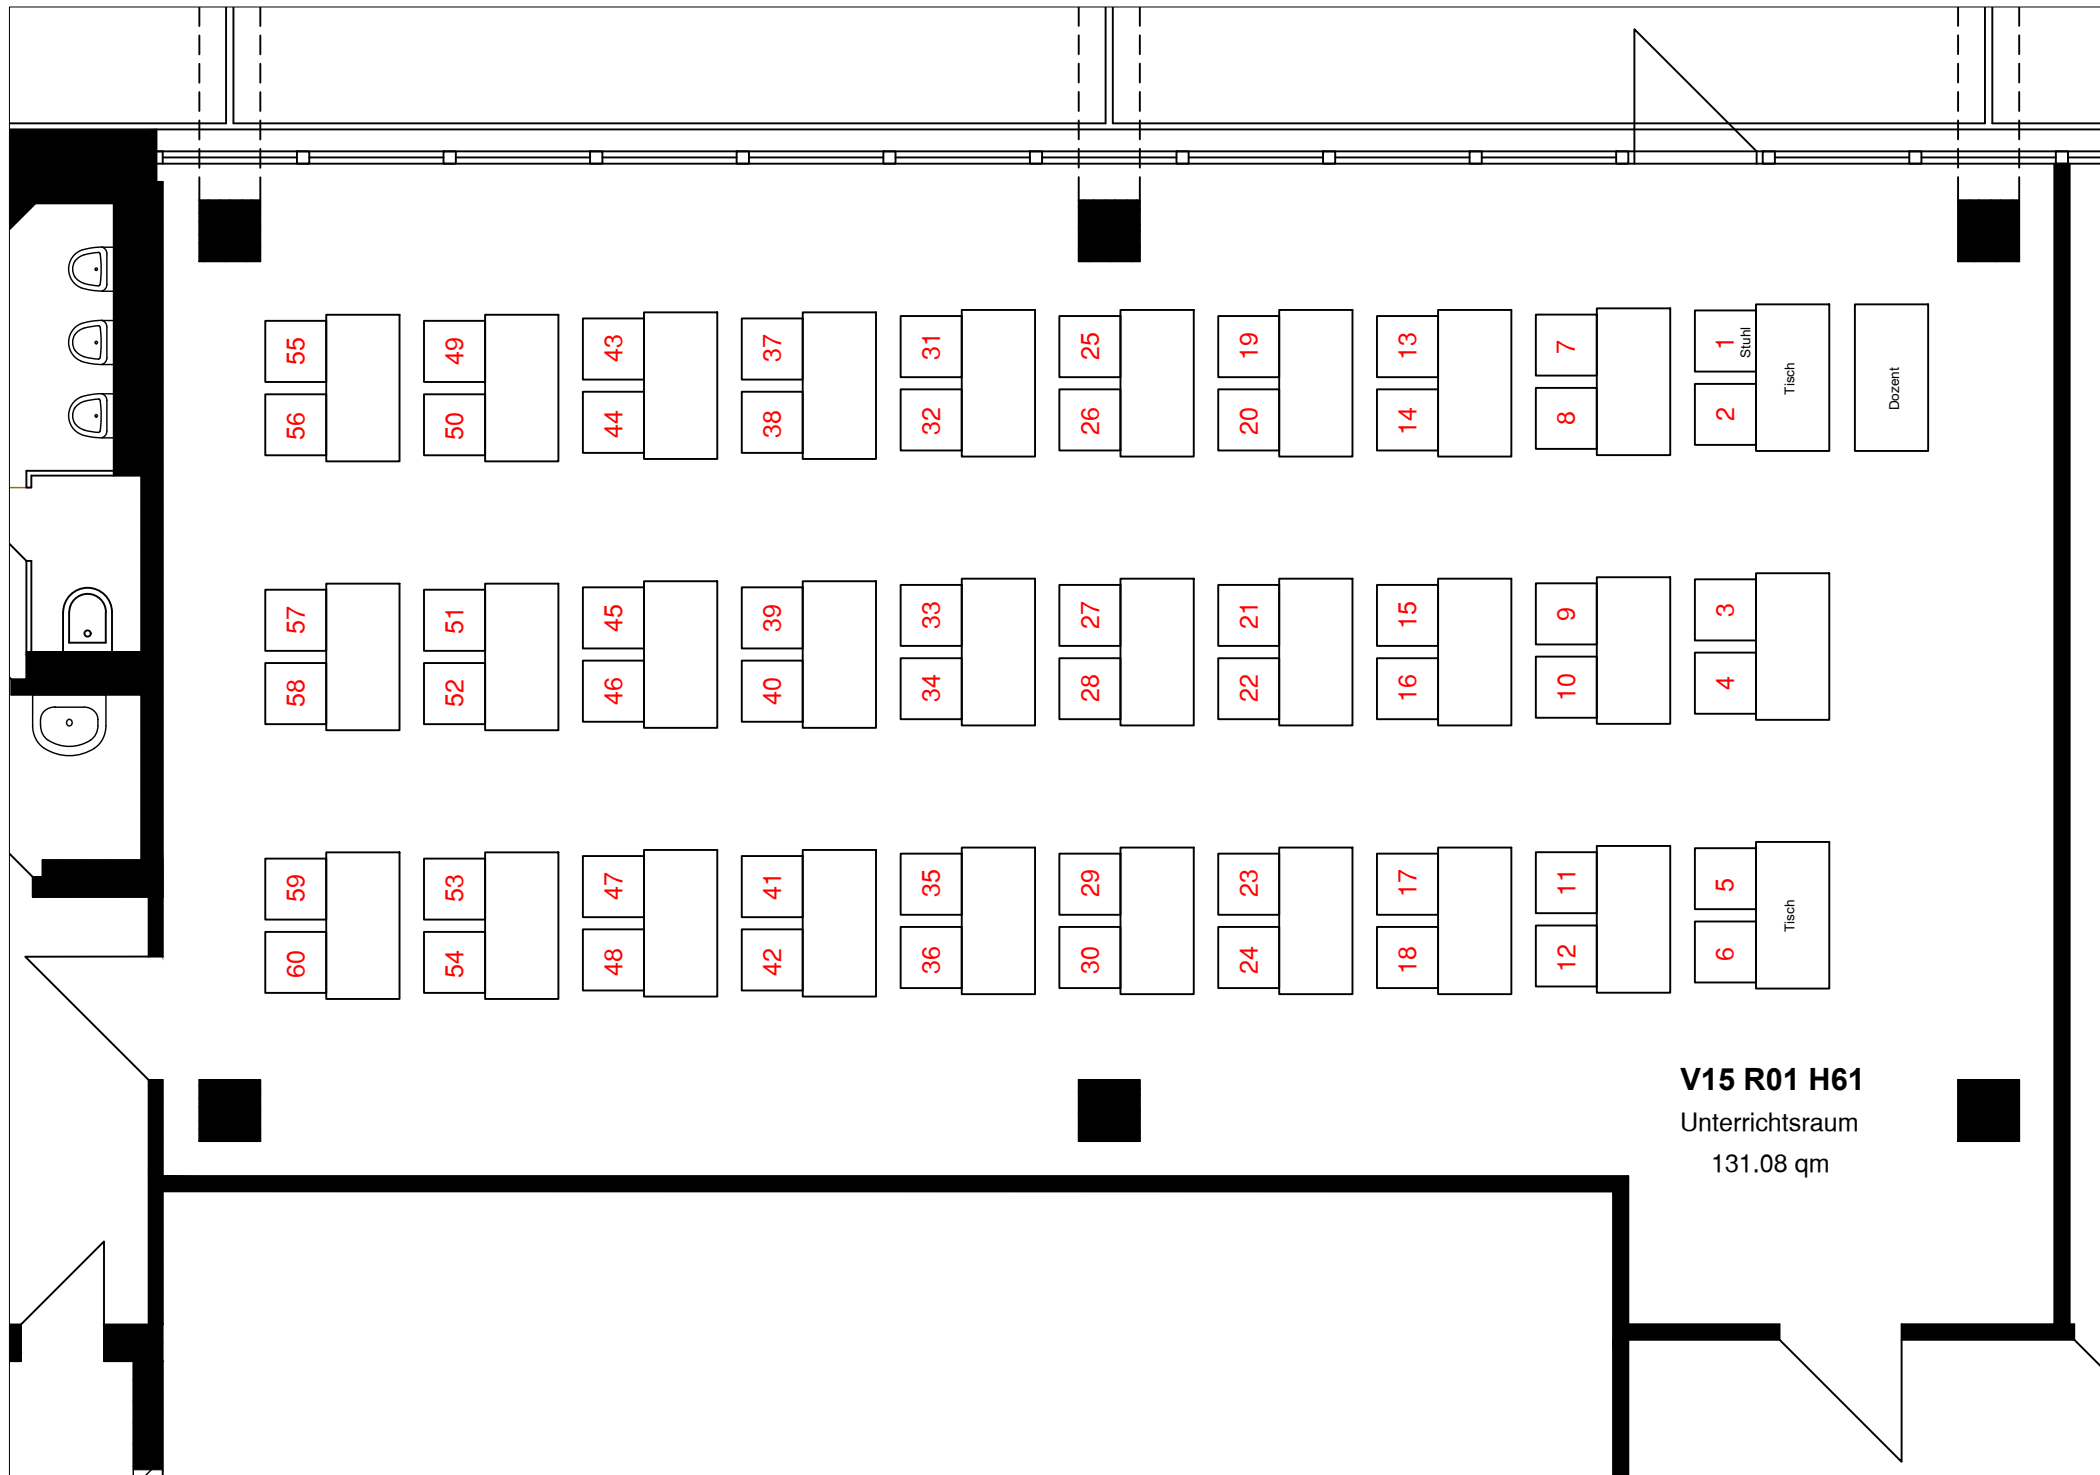 55 49 43 37 31 25 19 13 7 1
Stuhl
56 50 44 38 32 26 20 14 8 2
Tisch
Dozent
57 51 45 39 33 27 21 15 9 3
58 52 46 40 34 28 22 16 10 4
59 53 47 41 35 29 23 17 11 5
60 54 48 42 36 30 24 18 12 6
Tisch
V15 R01 H61
Unterrichtsraum
131.08 qm